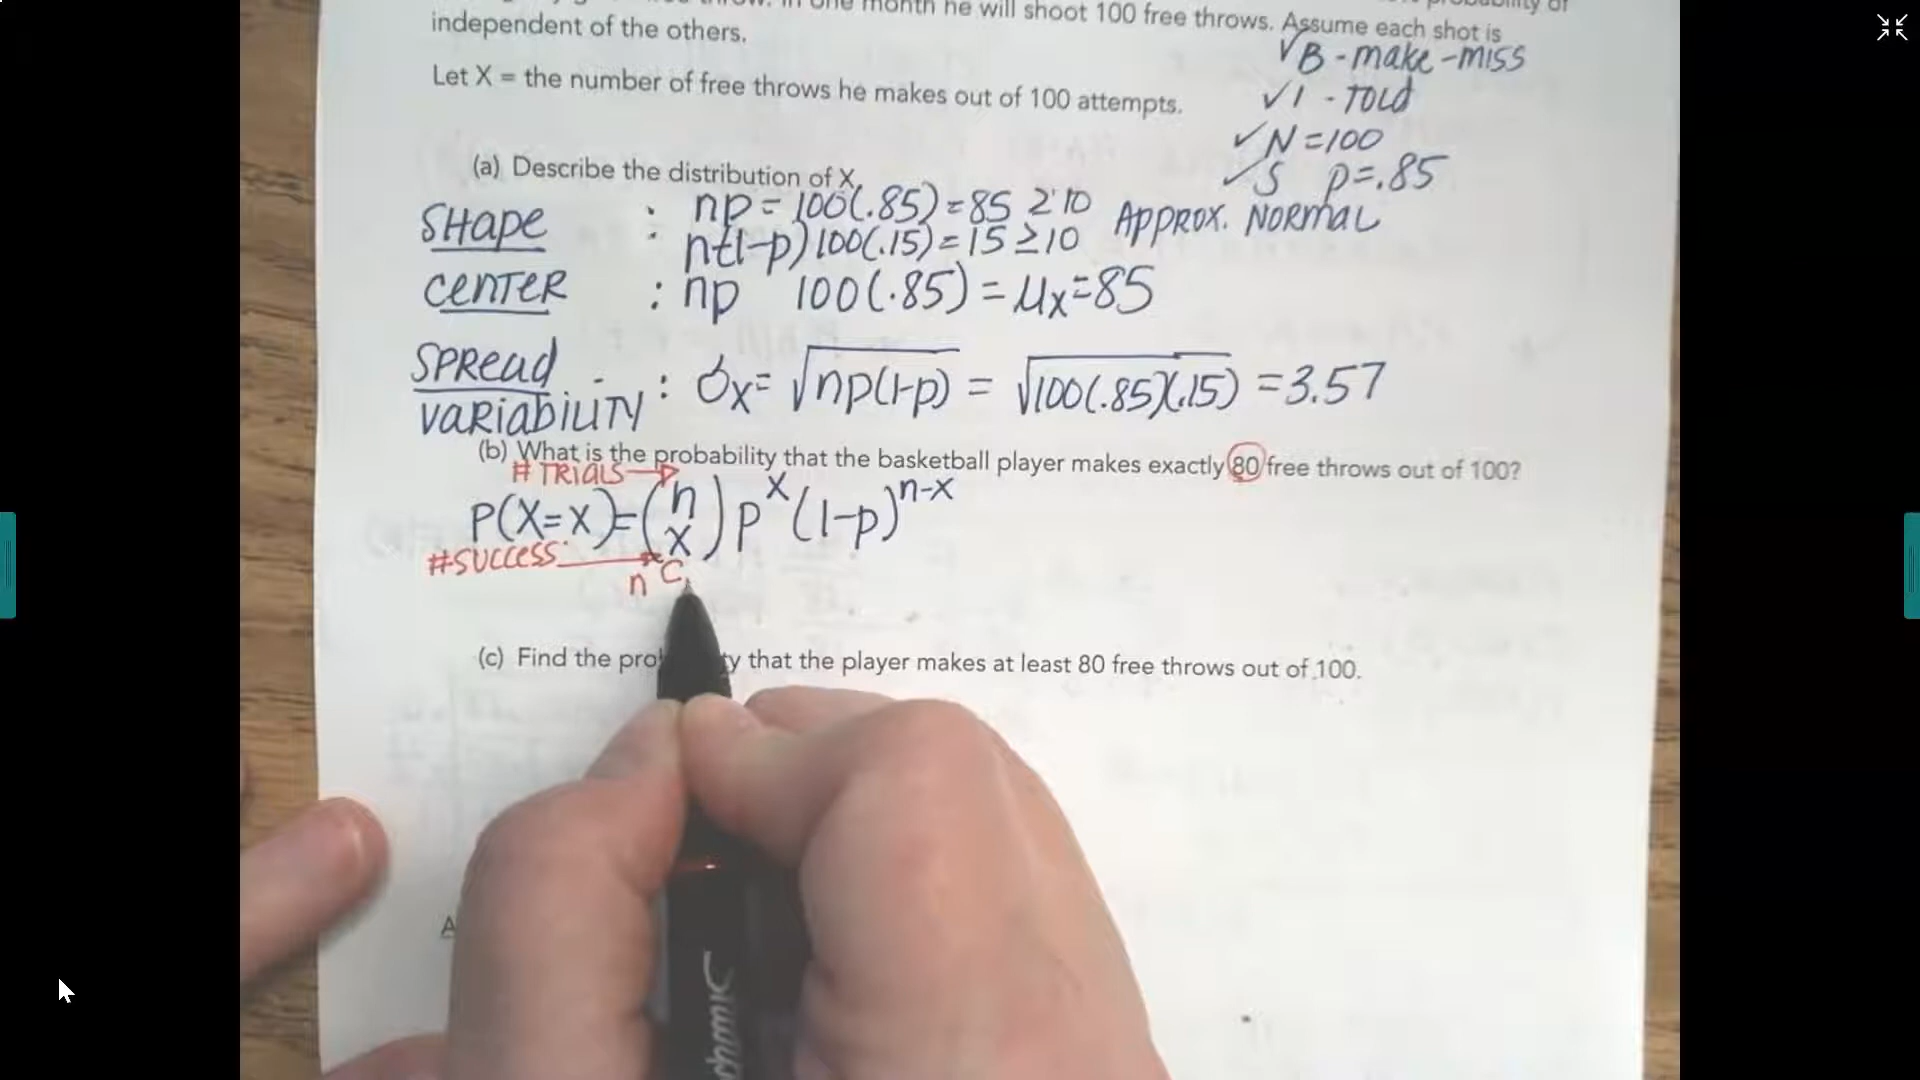 In one month he will shoot 100 free throws. Assume each shot is
independent of the others.
Let X = the number of free throws he makes out of 100 attempts.
✓B - make - miss
✓I - TOLD
✓N = 100
✓S p = .85
(a) Describe the distribution of X.
SHAPE : np = 100(.85) = 85 ≥ 10 APPROX. NORMAL
n(1-p) 100(.15) = 15 ≥ 10
CENTER : np 100(.85) = μx = 85
SPREAD
VARIABILITY : σx = √np(1-p) = √100(.85)(.15) = 3.57
(b) What is the probability that the basketball player makes exactly 80 free throws out of 100?
# TRIALS →
P(X=x) = (n x) p^x (1-p)^n-x
#SUCCESS →
n C
(c) Find the pro ty that the player makes at least 80 free throws out of 100.
A